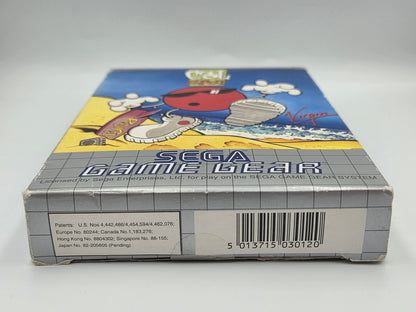 COOL
SPOT
Virgin
SEGA
GAME GEAR
Licensed by Sega Enterprises, Ltd. for play on the SEGA GAME GEAR SYSTEM.
Patents: U.S. Nos. 4,442,486/4,454,594/4,462,076;
Europe No. 80244; Canada No. 1,183,276;
Hong Kong No. 88-4302; Singapore No. 88-155;
Japan No. 82-205605 (Pending)
5 013715 030120